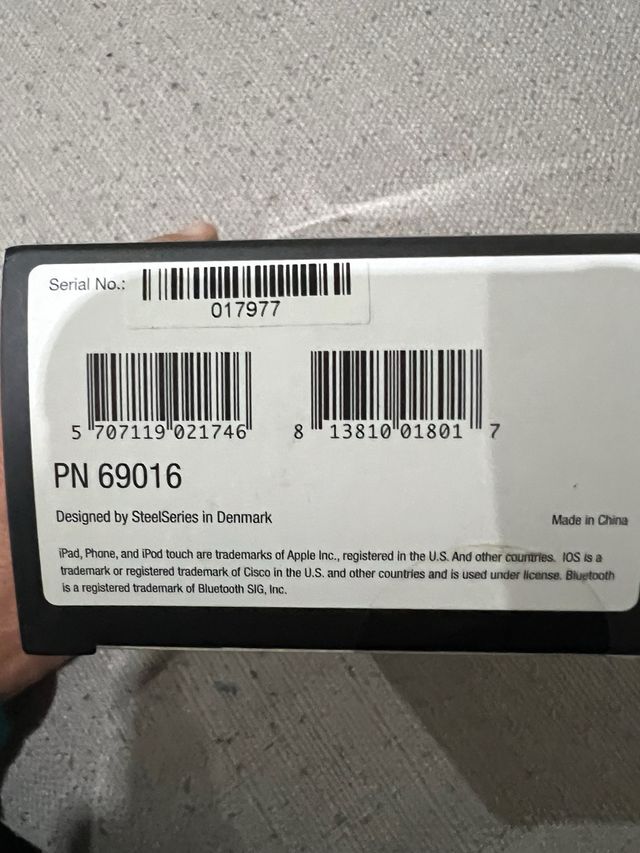 Serial No.:
017977
5 707119 021746
8 13810 01801 7
PN 69016
Designed by SteelSeries in Denmark
Made in China
iPad, Phone, and iPod touch are trademarks of Apple Inc., registered in the U.S. And other countries. IOS is a
trademark or registered trademark of Cisco in the U.S. and other countries and is used under license. Bluetooth
is a registered trademark of Bluetooth SIG, Inc.